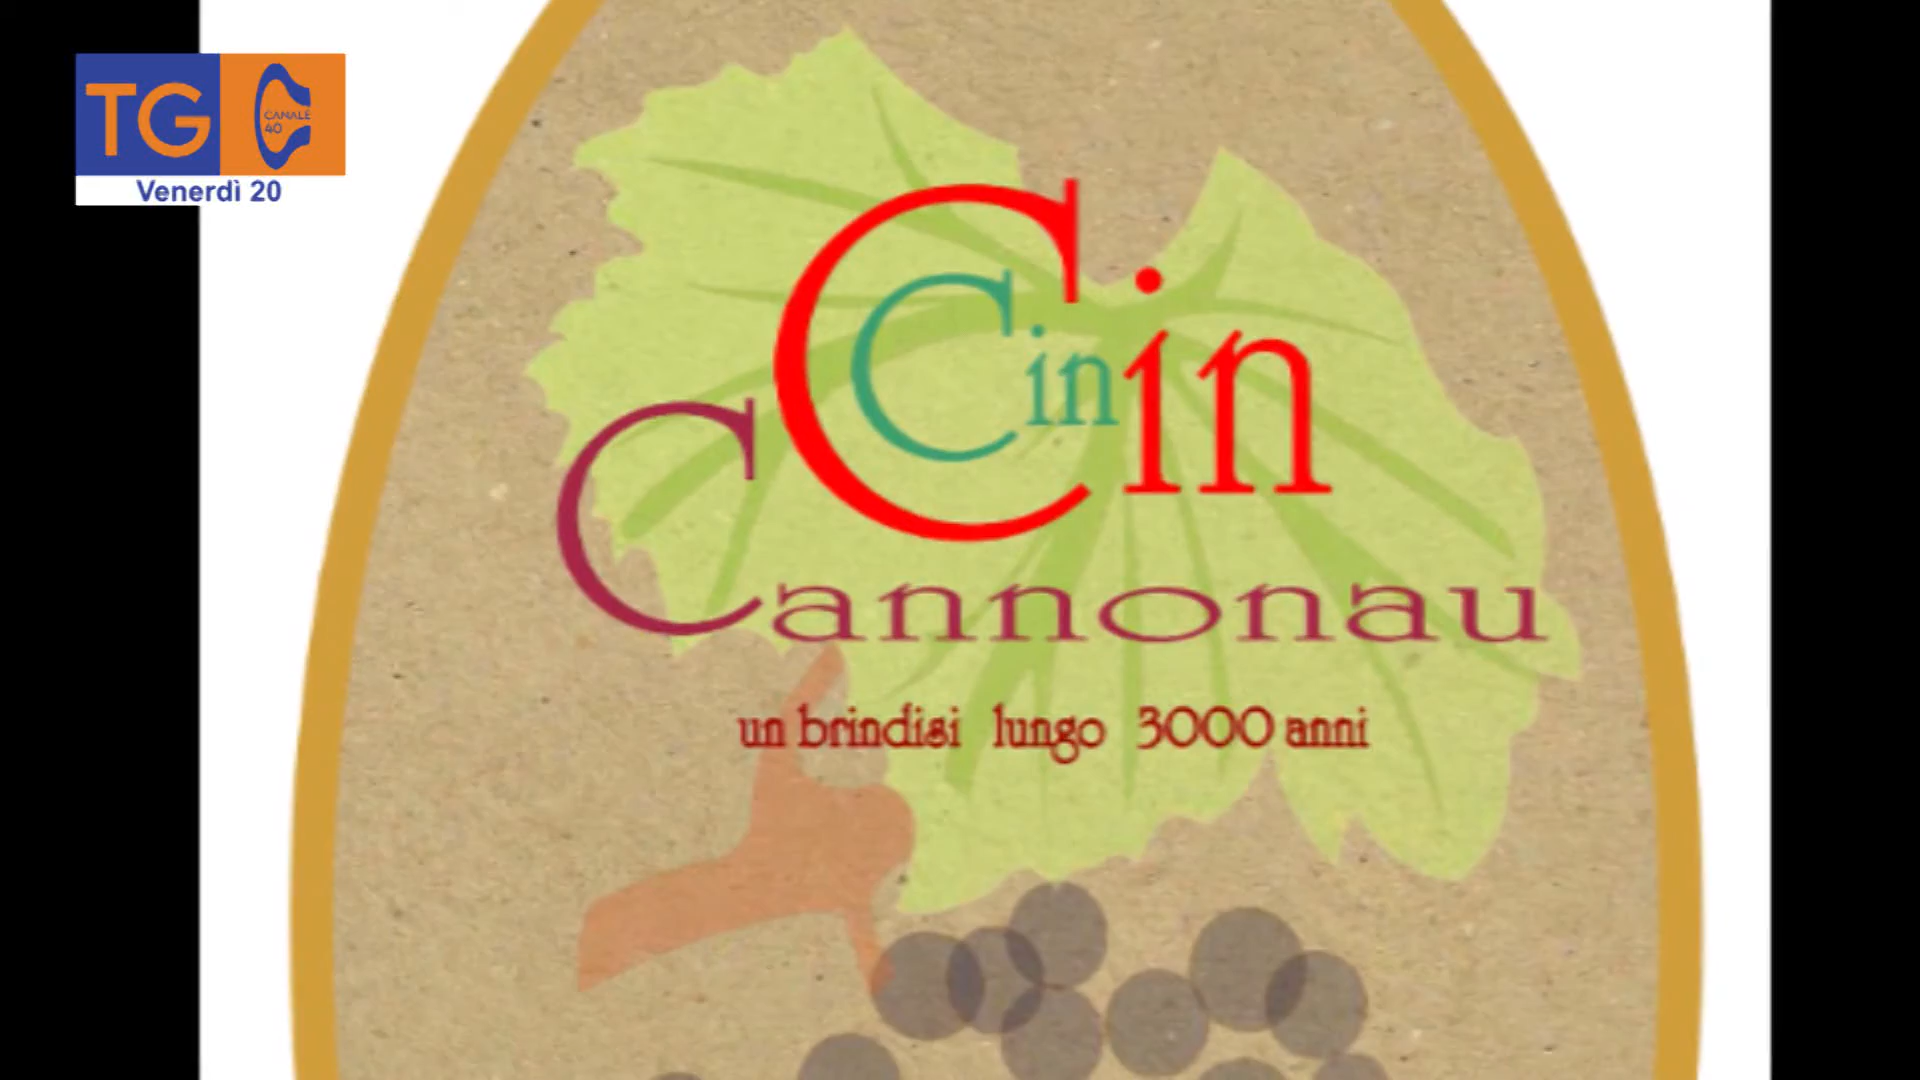 TG
CANALE
40
Venerdì 20
Cin
Cin
Cannonau
un brindisi lungo 3000 anni